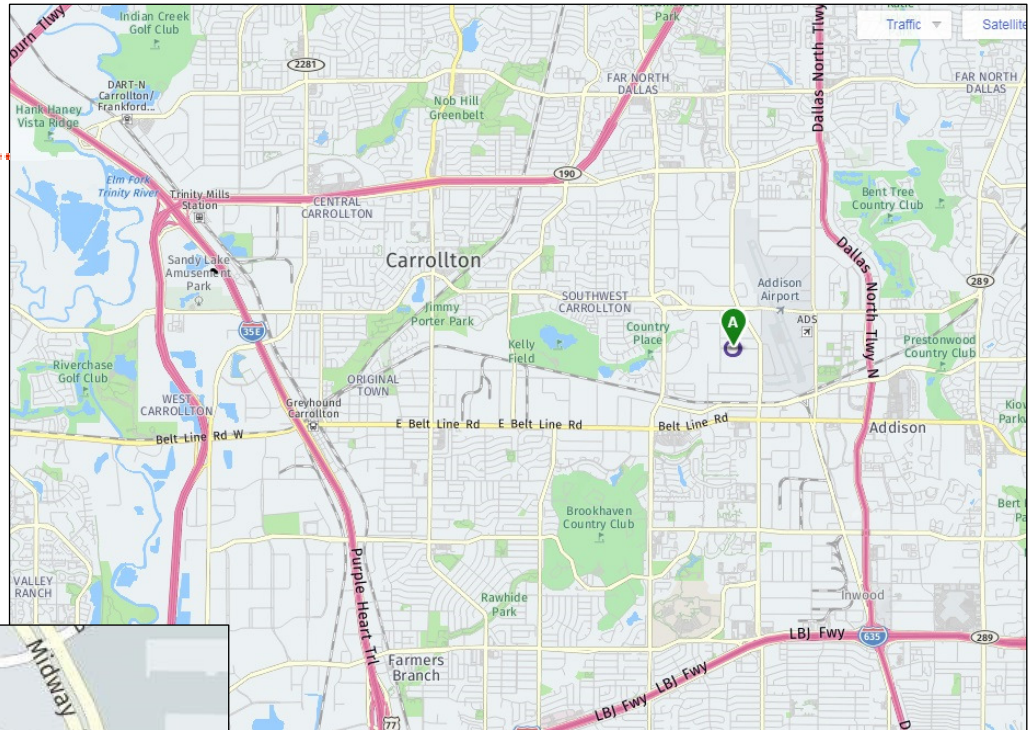 burn Tlwy
Indian Creek
Golf Club
2281
Park
Traffic
Satellite
Dallas North Tlwy
DART-N
Carrollton/
Frankford...
FAR NORTH
DALLAS
FAR NORTH
DALLAS
Hank Haney
Vista Ridge
Nob Hill
Greenbelt
Elm Fork
Trinity River
Trinity Mills
Station
190
CENTRAL
CARROLLTON
Bent Tree
Country Club
Sandy Lake
Amusement
Park
Carrollton
Dallas North Tlwy N
Addison
Airport
289
SOUTHWEST
CARROLLTON
Jimmy
Porter Park
ADS
35E
A
Country
Place
Kelly
Field
Prestonwood
Country Club
Riverchase
Golf Club
ORIGINAL
TOWN
WEST
CARROLLTON
Greyhound
Carrollton
Belt Line Rd W
E Belt Line Rd
E Belt Line Rd
Belt Line Rd
Addison
Brookhaven
Country Club
VALLEY
RANCH
Purple Heart Trl
Rawhide
Park
Inwood
LBJ Fwy
635
289
Midway
Farmers
Branch
LBJ Fwy
LBJ Fwy
77
D